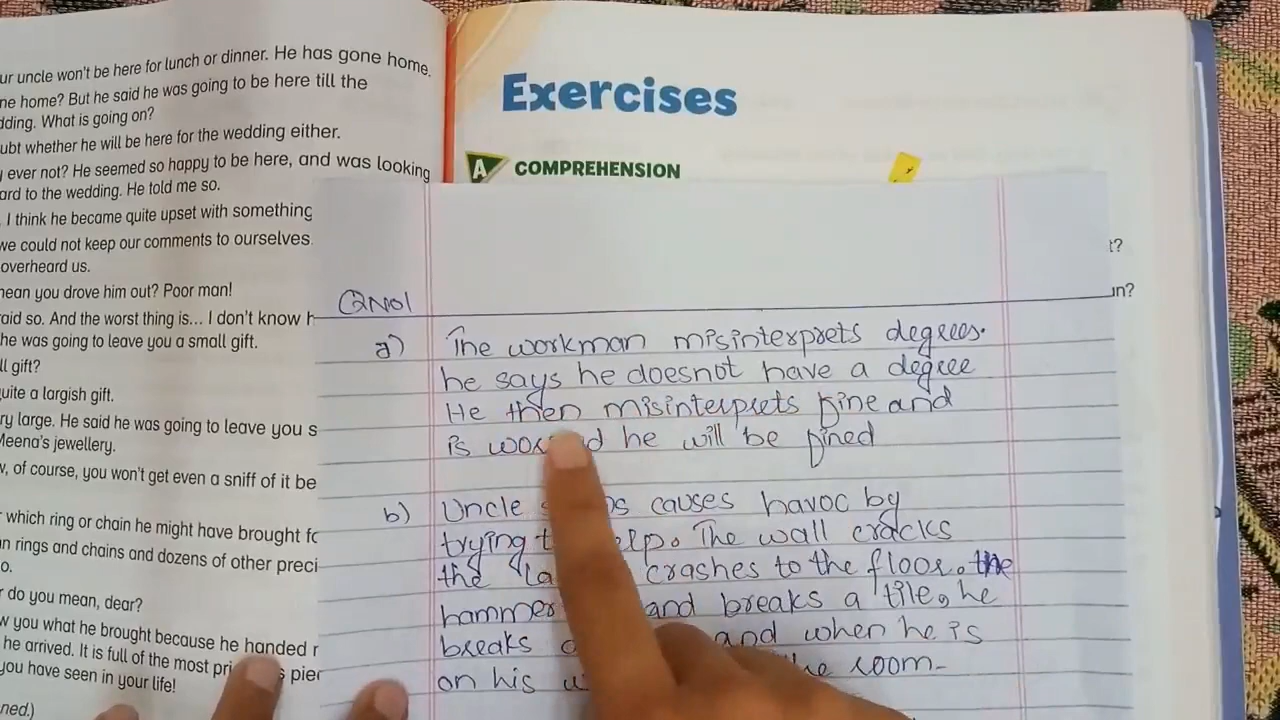 ur uncle won't be here for lunch or dinner. He has gone home.
ne home? But he said he was going to be here till the
dding. What is going on?
ubt whether he will be here for the wedding either.
ever not? He seemed so happy to be here, and was looking
ard to the wedding. He told me so.
I think he became quite upset with something
we could not keep our comments to ourselves.
overheard us.
nean you drove him out? Poor man!
raid so. And the worst thing is... I don't know h
he was going to leave you a small gift.
ll gift?
quite a largish gift.
ry large. He said he was going to leave you s
Meena's jewellery.
v, of course, you won't get even a sniff of it be
which ring or chain he might have brought fo
an rings and chains and dozens of other preci
o.
do you mean, dear?
w you what he brought because he handed
he arrived. It is full of the most pri pier
you have seen in your life!
ned.)
Exercises
A COMPREHENSION
t?
un?
QNo1
a) The workman misinterprets degrees.
he says he doesnot have a degree
He then misinterprets fine and
is he will be fined
b) Uncle causes havoc by
trying The wall cracks
the crashes to the floor. the
hammer and breaks a tile, he
breaks and when he is
on his the room-